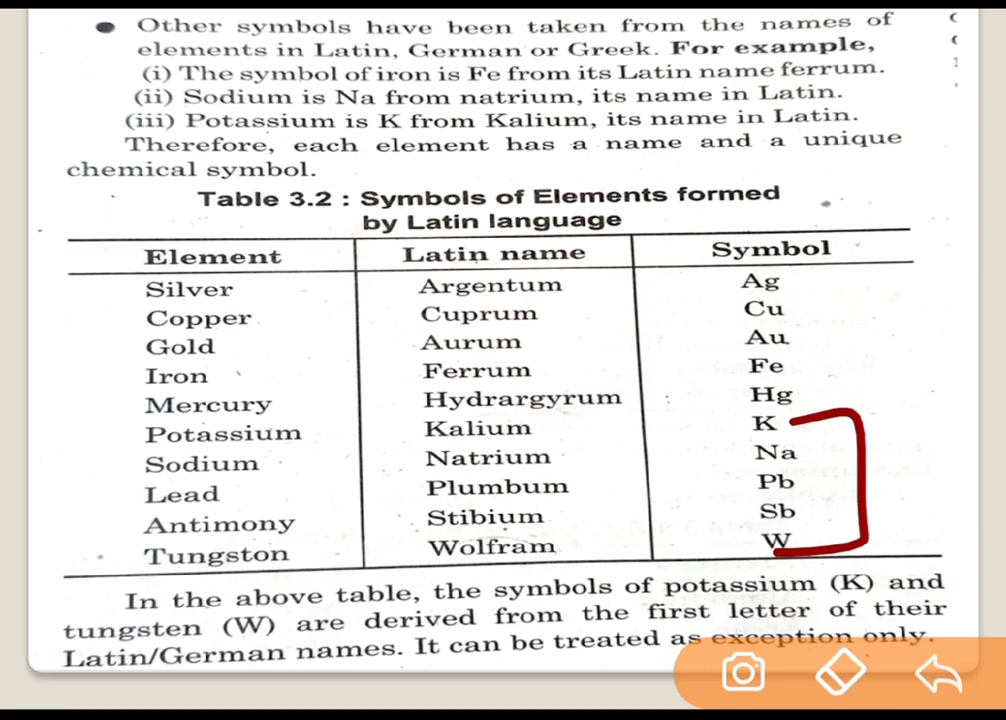 Other symbols have been taken from the names of
elements in Latin, German or Greek. For example,
(i) The symbol of iron is Fe from its Latin name ferrum.
(ii) Sodium is Na from natrium, its name in Latin.
(iii) Potassium is K from Kalium, its name in Latin.
Therefore, each element has a name and a unique
chemical symbol.
Table 3.2 : Symbols of Elements formed
by Latin language
Element Latin name Symbol
Silver Argentum Ag
Copper Cuprum Cu
Gold Aurum Au
Iron Ferrum Fe
Mercury Hydrargyrum Hg
Potassium Kalium K
Sodium Natrium Na
Lead Plumbum Pb
Antimony Stibium Sb
Tungston Wolfram W
In the above table, the symbols of potassium (K) and
tungsten (W) are derived from the first letter of their
Latin/German names. It can be treated as exception only.